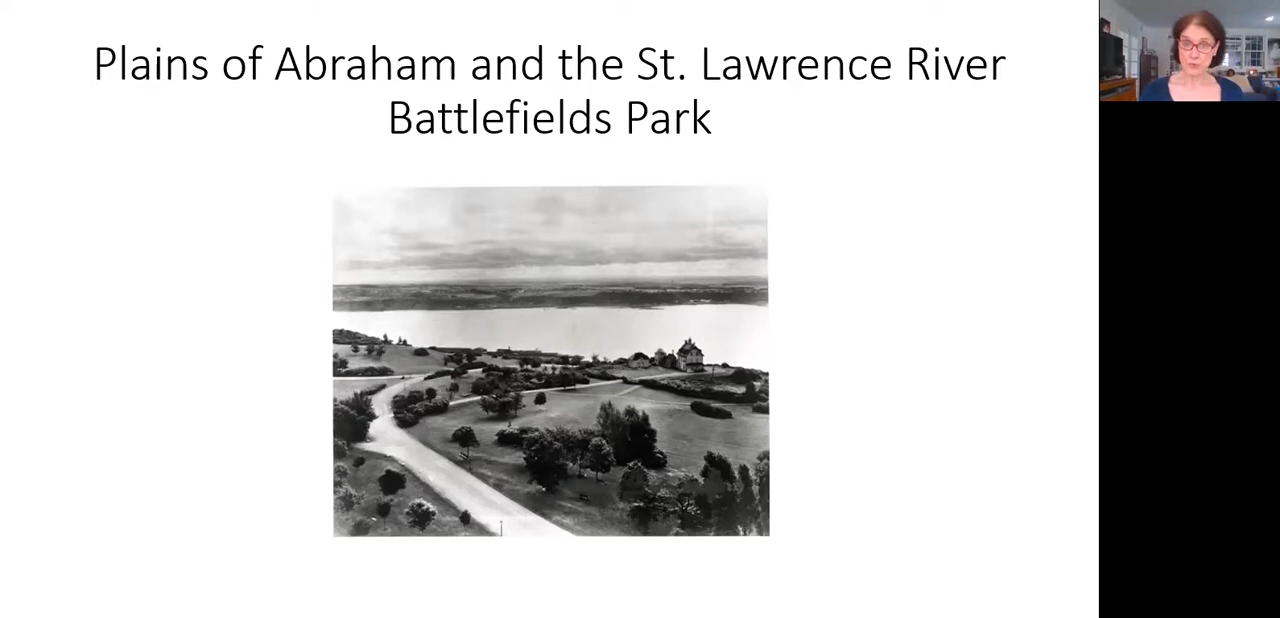 Plains of Abraham and the St. Lawrence River
Battlefields Park